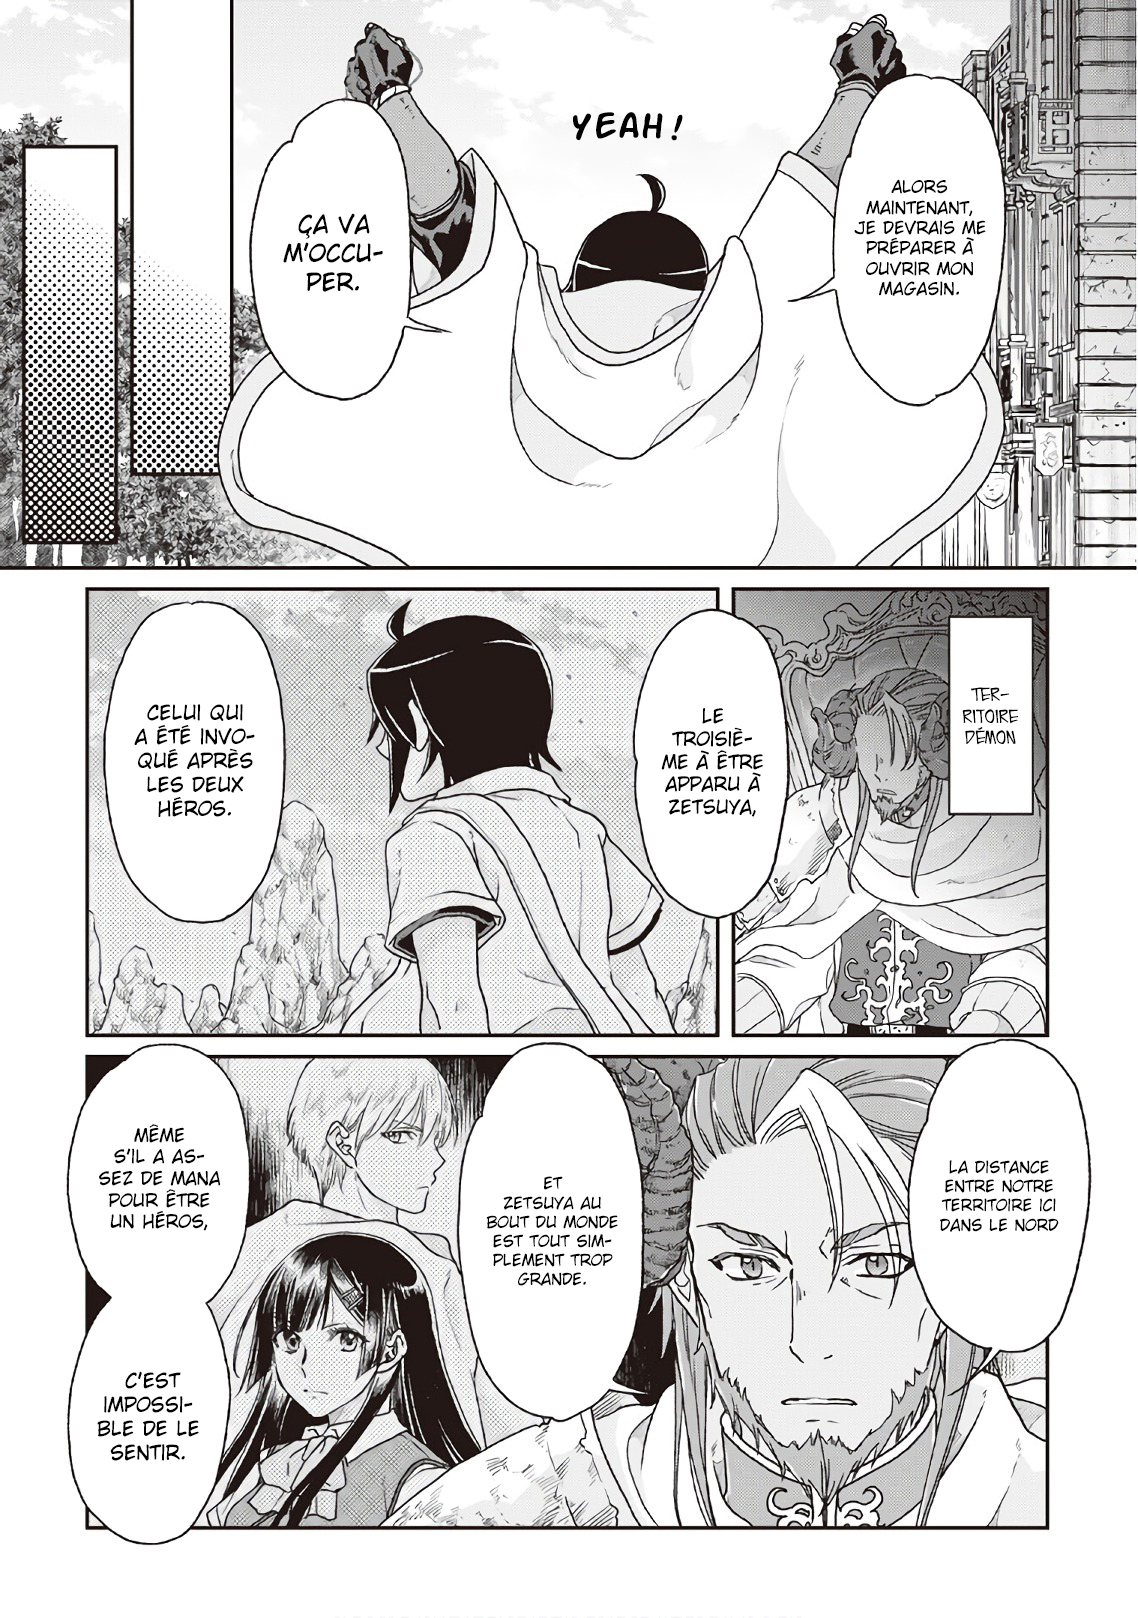 ALORS
MAINTENANT,
JE DEVRAIS ME
PRÉPARER À
OUVRIR MON
MAGASIN.
YEAH!
ÇA VA
M'OCCU-
PER.
TER-
RITOIRE
DÉMON
LE
TROISIÈ-
ME À ÊTRE
APPARU À
ZETSUYA,
CELUI QUI
A ÉTÉ INVO-
QUÉ APRÈS
LES DEUX
HÉROS.
LA DISTANCE
ENTRE NOTRE
TERRITOIRE ICI
DANS LE NORD
ET
ZETSUYA AU
BOUT DU MONDE
EST TOUT SIM-
PLEMENT TROP
GRANDE.
MÊME
S'IL A AS-
SEZ DE MANA
POUR ÊTRE
UN HÉROS,
C'EST
IMPOSSI-
BLE DE LE
SENTIR.